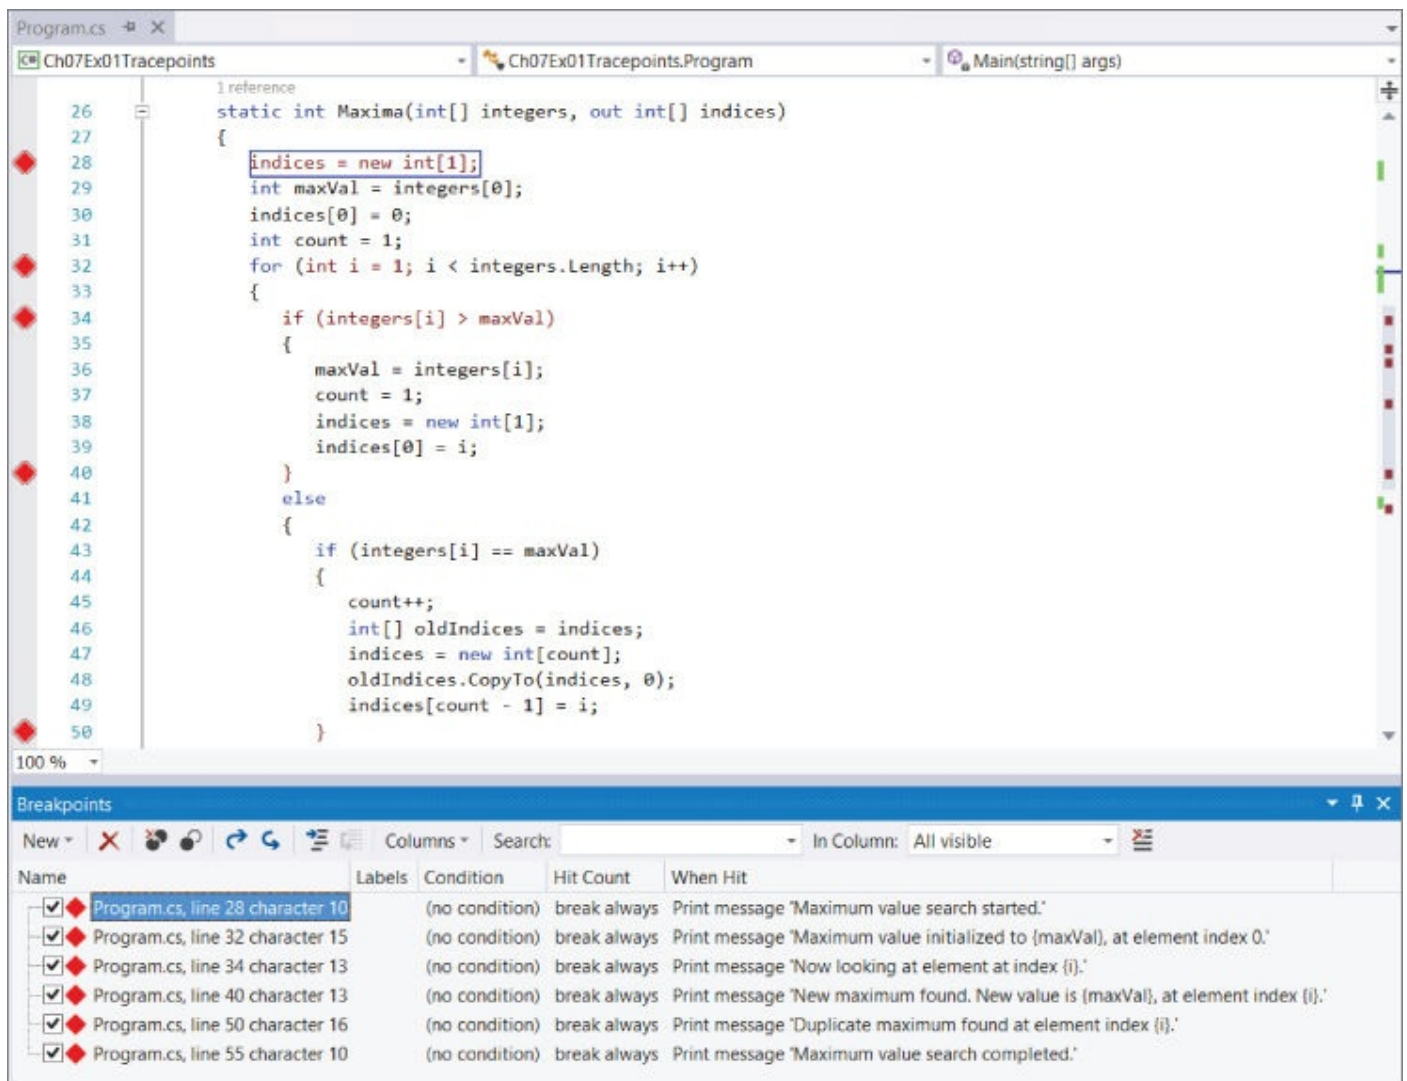 Program.cs
C# Ch07Ex01Tracepoints Ch07Ex01Tracepoints.Program Main(string[] args)
1 reference
26 static int Maxima(int[] integers, out int[] indices)
27 {
28 indices = new int[1];
29 int maxVal = integers[0];
30 indices[0] = 0;
31 int count = 1;
32 for (int i = 1; i < integers.Length; i++)
33 {
34 if (integers[i] > maxVal)
35 {
36 maxVal = integers[i];
37 count = 1;
38 indices = new int[1];
39 indices[0] = i;
40 }
41 else
42 {
43 if (integers[i] == maxVal)
44 {
45 count++;
46 int[] oldIndices = indices;
47 indices = new int[count];
48 oldIndices.CopyTo(indices, 0);
49 indices[count - 1] = i;
50 }
100 %
Breakpoints
New Columns Search: In Column: All visible
Name Labels Condition Hit Count When Hit
Program.cs, line 28 character 10 (no condition) break always Print message 'Maximum value search started.'
Program.cs, line 32 character 15 (no condition) break always Print message 'Maximum value initialized to {maxVal}, at element index 0.'
Program.cs, line 34 character 13 (no condition) break always Print message 'Now looking at element at index {i}.'
Program.cs, line 40 character 13 (no condition) break always Print message 'New maximum found. New value is {maxVal}, at element index {i}.'
Program.cs, line 50 character 16 (no condition) break always Print message 'Duplicate maximum found at element index {i}.'
Program.cs, line 55 character 10 (no condition) break always Print message 'Maximum value search completed.'